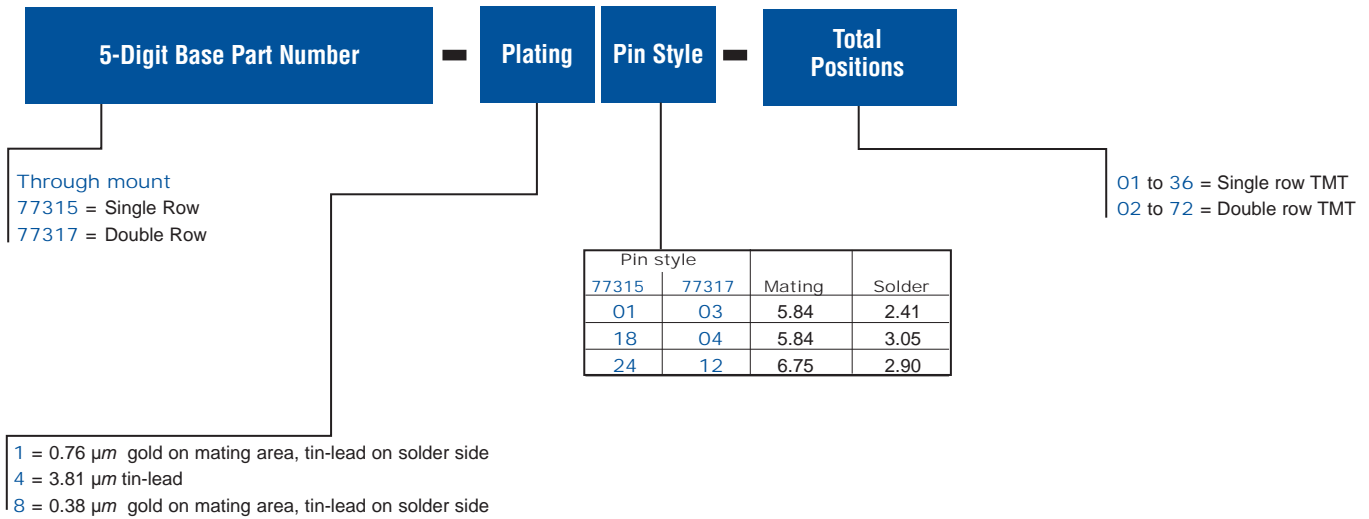 5-Digit Base Part Number - Plating Pin Style - Total Positions
Through mount
77315 = Single Row
77317 = Double Row
01 to 36 = Single row TMT
02 to 72 = Double row TMT
Pin style
77315 77317 Mating Solder
01 03 5.84 2.41
18 04 5.84 3.05
24 12 6.75 2.90
1 = 0.76 µm gold on mating area, tin-lead on solder side
4 = 3.81 µm tin-lead
8 = 0.38 µm gold on mating area, tin-lead on solder side